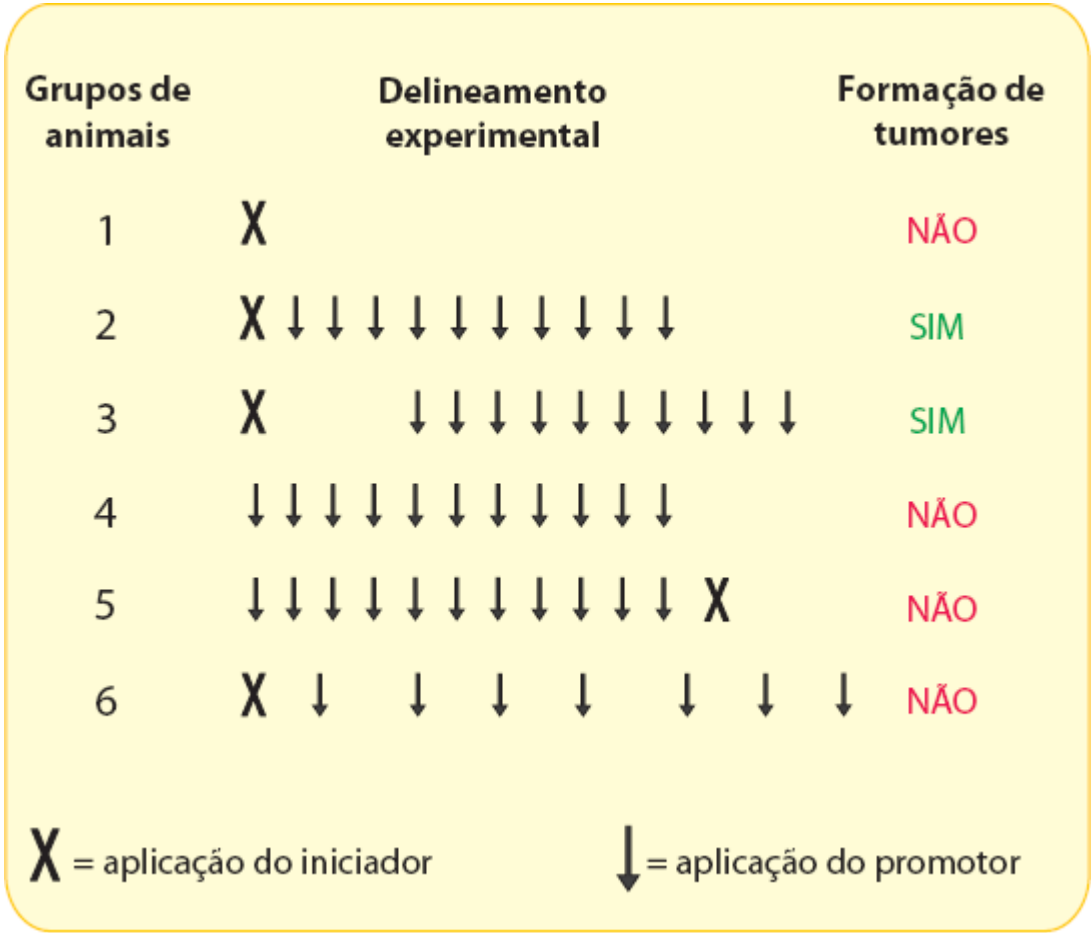 Grupos de animais
Delineamento experimental
Formação de tumores
1 X NÃO
2 X ↓ ↓ ↓ ↓ ↓ ↓ ↓ ↓ ↓ ↓ SIM
3 X ↓ ↓ ↓ ↓ ↓ ↓ ↓ ↓ ↓ ↓ SIM
4 ↓ ↓ ↓ ↓ ↓ ↓ ↓ ↓ ↓ ↓ ↓ NÃO
5 ↓ ↓ ↓ ↓ ↓ ↓ ↓ ↓ ↓ ↓ ↓ X NÃO
6 X ↓ ↓ ↓ ↓ ↓ ↓ ↓ NÃO
X = aplicação do iniciador
↓ = aplicação do promotor